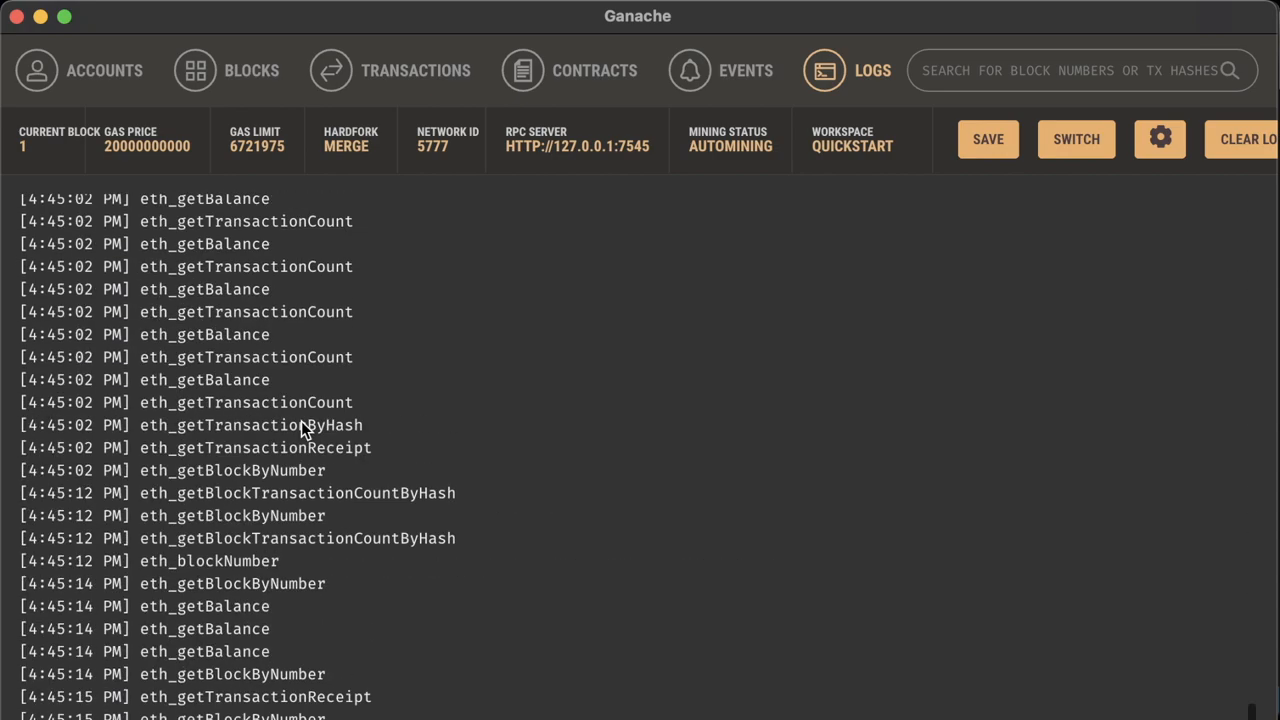 Ganache
ACCOUNTS BLOCKS TRANSACTIONS CONTRACTS EVENTS LOGS SEARCH FOR BLOCK NUMBERS OR TX HASHES
CURRENT BLOCK GAS PRICE GAS LIMIT HARDFORK NETWORK ID RPC SERVER MINING STATUS WORKSPACE
1 20000000000 6721975 MERGE 5777 HTTP://127.0.0.1:7545 AUTOMINING QUICKSTART SAVE SWITCH CLEAR LO
[4:45:02 PM] eth_getBalance
[4:45:02 PM] eth_getTransactionCount
[4:45:02 PM] eth_getBalance
[4:45:02 PM] eth_getTransactionCount
[4:45:02 PM] eth_getBalance
[4:45:02 PM] eth_getTransactionCount
[4:45:02 PM] eth_getBalance
[4:45:02 PM] eth_getTransactionCount
[4:45:02 PM] eth_getBalance
[4:45:02 PM] eth_getTransactionCount
[4:45:02 PM] eth_getTransactionByHash
[4:45:02 PM] eth_getTransactionReceipt
[4:45:02 PM] eth_getBlockByNumber
[4:45:12 PM] eth_getBlockTransactionCountByHash
[4:45:12 PM] eth_getBlockByNumber
[4:45:12 PM] eth_getBlockTransactionCountByHash
[4:45:12 PM] eth_blockNumber
[4:45:14 PM] eth_getBlockByNumber
[4:45:14 PM] eth_getBalance
[4:45:14 PM] eth_getBalance
[4:45:14 PM] eth_getBalance
[4:45:14 PM] eth_getBlockByNumber
[4:45:15 PM] eth_getTransactionReceipt
[4:45:15 PM] eth_getBlockByNumber